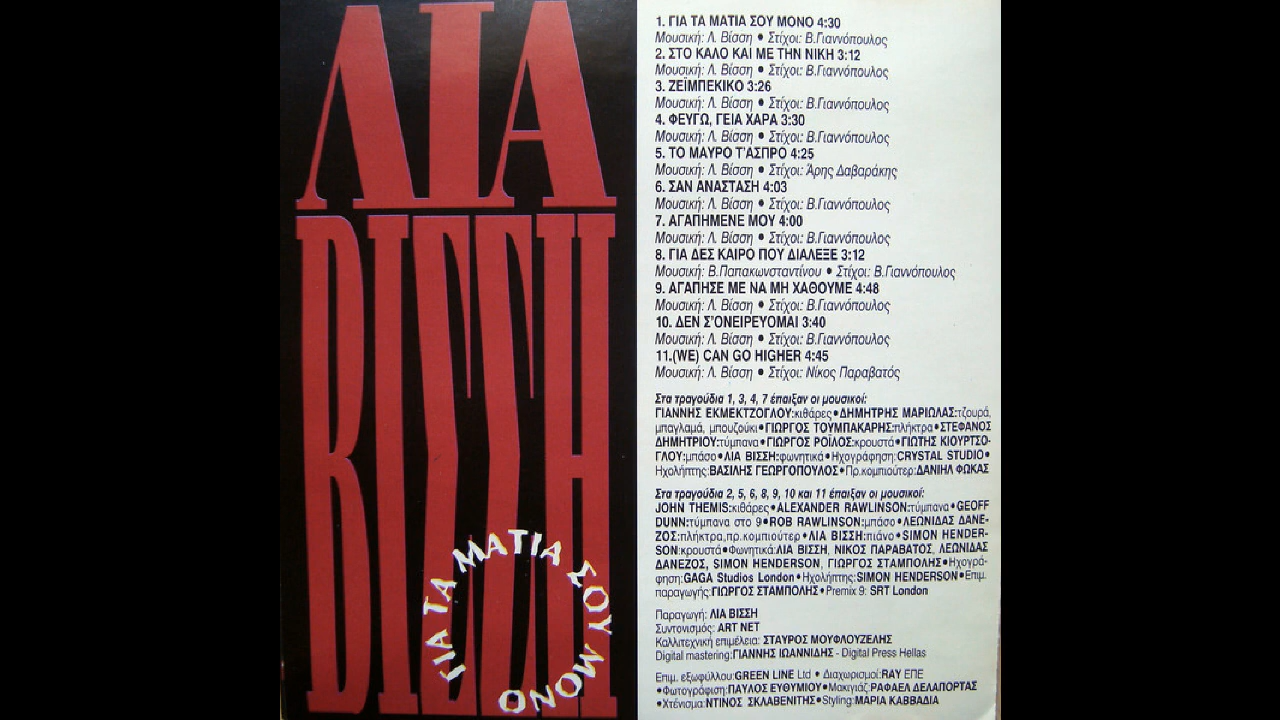 ΛΙΑ
ΒΙΣΣΗ
ΓΙΑ ΤΑ ΜΑΤΙΑ ΣΟΥ ΜΟΝΟ
1. ΓΙΑ ΤΑ ΜΑΤΙΑ ΣΟΥ ΜΟΝΟ 4:30
Μουσική: Λ. Βίσση • Στίχοι: Β.Γιαννόπουλος
2. ΣΤΟ ΚΑΛΟ ΚΑΙ ΜΕ ΤΗΝ ΝΙΚΗ 3:12
Μουσική: Λ. Βίσση • Στίχοι: Β.Γιαννόπουλος
3. ΖΕΪΜΠΕΚΙΚΟ 3:26
Μουσική: Λ. Βίσση • Στίχοι: Β.Γιαννόπουλος
4. ΦΕΥΓΩ, ΓΕΙΑ ΧΑΡΑ 3:30
Μουσική: Λ. Βίσση • Στίχοι: Β.Γιαννόπουλος
5. ΤΟ ΜΑΥΡΟ Τ'ΑΣΠΡΟ 4:25
Μουσική: Λ. Βίσση • Στίχοι: Άρης Δαβαράκης
6. ΣΑΝ ΑΝΑΣΤΑΣΗ 4:03
Μουσική: Λ. Βίσση • Στίχοι: Β.Γιαννόπουλος
7. ΑΓΑΠΗΜΕΝΕ ΜΟΥ 4:00
Μουσική: Λ. Βίσση • Στίχοι: Β.Γιαννόπουλος
8. ΓΙΑ ΔΕΣ ΚΑΙΡΟ ΠΟΥ ΔΙΑΛΕΞΕ 3:12
Μουσική: Β.Παπακωνσταντίνου • Στίχοι: Β.Γιαννόπουλος
9. ΑΓΑΠΗΣΕ ΜΕ ΝΑ ΜΗ ΧΑΘΟΥΜΕ 4:48
Μουσική: Λ. Βίσση • Στίχοι: Β.Γιαννόπουλος
10. ΔΕΝ Σ'ΟΝΕΙΡΕΥΟΜΑΙ 3:40
Μουσική: Λ. Βίσση • Στίχοι: Β.Γιαννόπουλος
11.(WE) CAN GO HIGHER 4:45
Μουσική: Λ. Βίσση • Στίχοι: Νίκος Παραβατός
Στα τραγούδια 1, 3, 4, 7 έπαιξαν οι μουσικοί:
ΓΙΑΝΝΗΣ ΕΚΜΕΚΤΖΟΓΛΟΥ:κιθάρες•ΔΗΜΗΤΡΗΣ ΜΑΡΙΩΛΑΣ:τζουρά,
μπαγλαμά, μπουζούκι•ΓΙΩΡΓΟΣ ΤΟΥΜΠΑΚΑΡΗΣ:πλήκτρα•ΣΤΕΦΑΝΟΣ
ΔΗΜΗΤΡΙΟΥ:τύμπανα•ΓΙΩΡΓΟΣ ΡΟΪΛΟΣ:κρουστά•ΓΙΩΤΗΣ ΚΙΟΥΡΤΣΟ-
ΓΛΟΥ:μπάσο•ΛΙΑ ΒΙΣΣΗ:φωνητικά•Ηχογράφηση:CRYSTAL STUDIO•
Ηχολήπτης:ΒΑΣΙΛΗΣ ΓΕΩΡΓΟΠΟΥΛΟΣ•Πρ.κομπιούτερ:ΔΑΝΙΗΛ ΦΩΚΑΣ
Στα τραγούδια 2, 5, 6, 8, 9, 10 και 11 έπαιξαν οι μουσικοί:
JOHN THEMIS:κιθάρες•ALEXANDER RAWLINSON:τύμπανα•GEOFF
DUNN:τύμπανα στο 9•ROB RAWLINSON:μπάσο•ΛΕΩΝΙΔΑΣ ΔΑΝΕ-
ΖΟΣ:πλήκτρα,πρ.κομπιούτερ•ΛΙΑ ΒΙΣΣΗ:πιάνο•SIMON HENDER-
SON:κρουστά•Φωνητικά:ΛΙΑ ΒΙΣΣΗ, ΝΙΚΟΣ ΠΑΡΑΒΑΤΟΣ, ΛΕΩΝΙΔΑΣ
ΔΑΝΕΖΟΣ, SIMON HENDERSON, ΓΙΩΡΓΟΣ ΣΤΑΜΠΟΛΗΣ•Ηχογρά-
φηση:GAGA Studios London•Ηχολήπτης:SIMON HENDERSON•Επιμ.
παραγωγής:ΓΙΩΡΓΟΣ ΣΤΑΜΠΟΛΗΣ•Premix 9: SRT London
Παραγωγή: ΛΙΑ ΒΙΣΣΗ
Συντονισμός: ART NET
Καλλιτεχνική επιμέλεια: ΣΤΑΥΡΟΣ ΜΟΥΦΛΟΥΖΕΛΗΣ
Digital mastering:ΓΙΑΝΝΗΣ ΙΩΑΝΝΙΔΗΣ - Digital Press Hellas
Επιμ. εξωφύλλου:GREEN LINE Ltd • Διαχωρισμοί:RAY ΕΠΕ
•Φωτογράφιση:ΠΑΥΛΟΣ ΕΥΘΥΜΙΟΥ•Μακιγιάζ:ΡΑΦΑΕΛ ΔΕΛΑΠΟΡΤΑΣ
•Χτένισμα:ΝΤΙΝΟΣ ΣΚΛΑΒΕΝΙΤΗΣ•Styling:ΜΑΡΙΑ ΚΑΒΒΑΔΙΑ